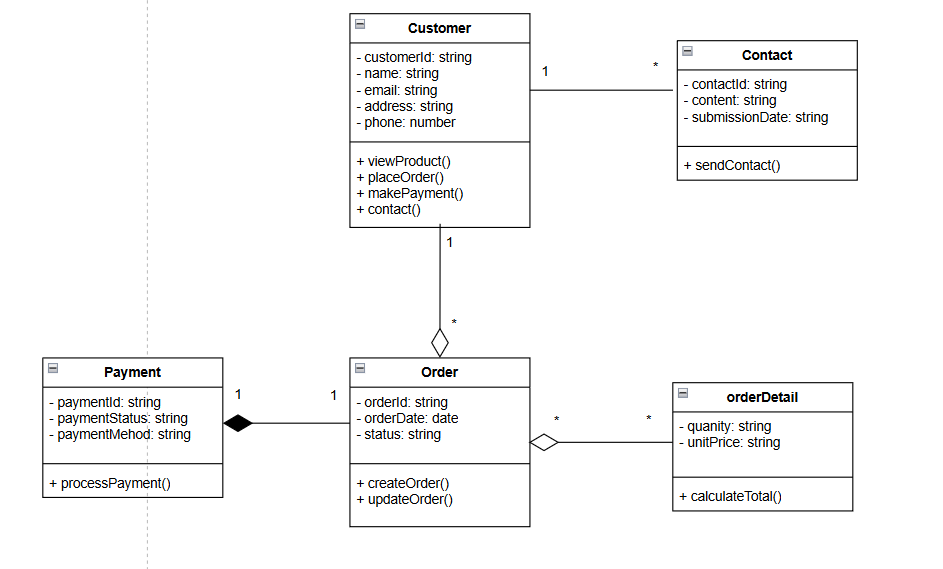 Customer
- customerId: string
- name: string
- email: string
- address: string
- phone: number
+ viewProduct()
+ placeOrder()
+ makePayment()
+ contact()
1
*
Contact
- contactId: string
- content: string
- submissionDate: string
+ sendContact()
1
*
Payment
- paymentId: string
- paymentStatus: string
- paymentMehod: string
+ processPayment()
1
1
Order
- orderId: string
- orderDate: date
- status: string
+ createOrder()
+ updateOrder()
*
*
orderDetail
- quanity: string
- unitPrice: string
+ calculateTotal()